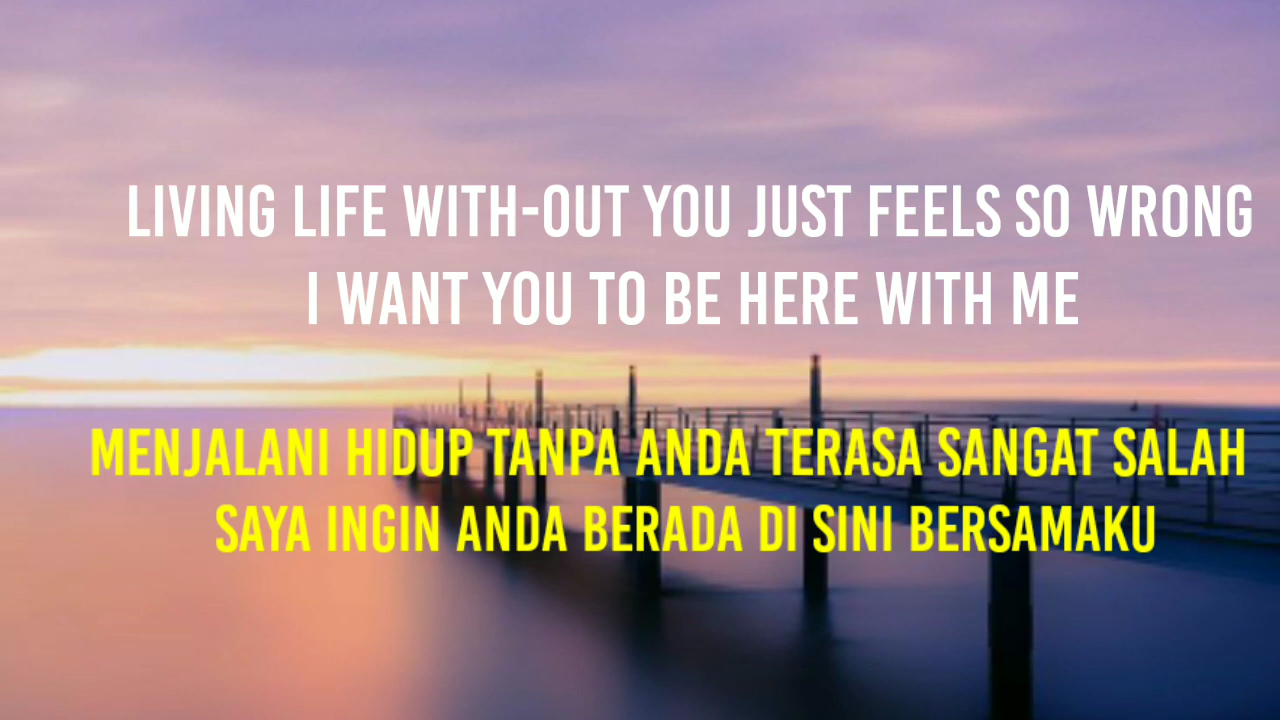 LIVING LIFE WITH-OUT YOU JUST FEELS SO WRONG
I WANT YOU TO BE HERE WITH ME
MENJALANI HIDUP TANPA ANDA TERASA SANGAT SALAH
SAYA INGIN ANDA BERADA DI SINI BERSAMAKU